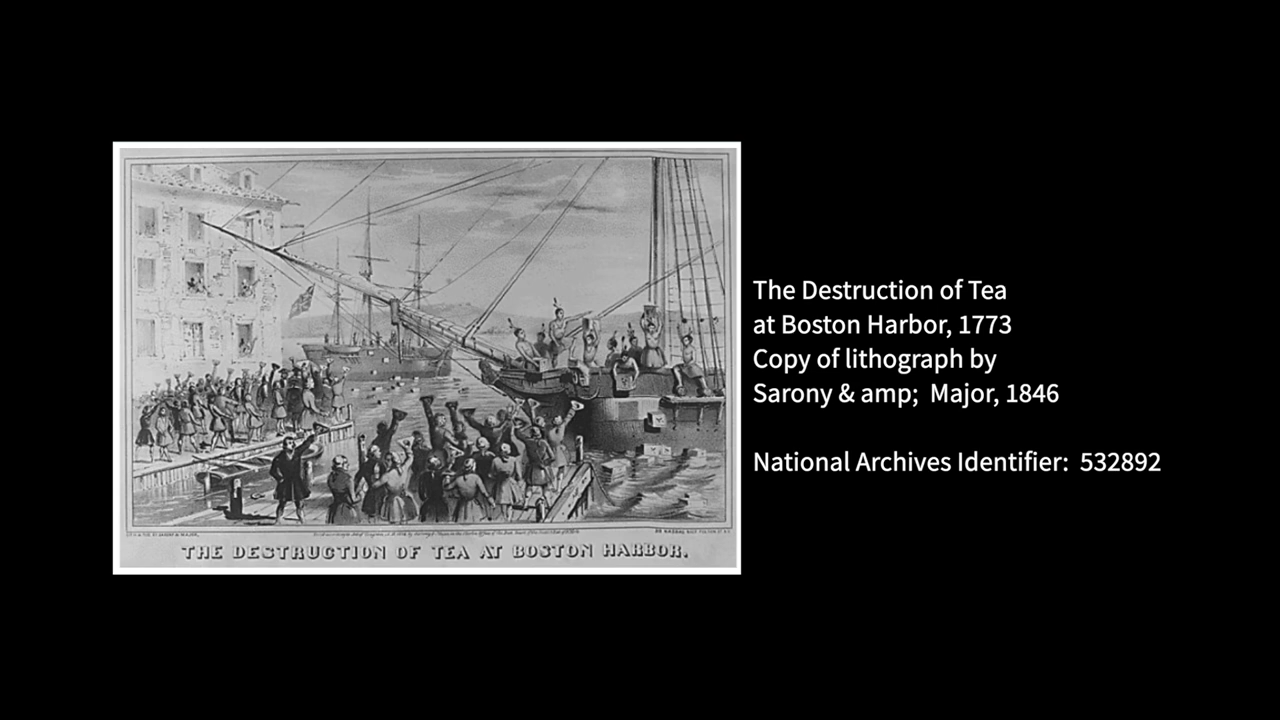 The Destruction of Tea
at Boston Harbor, 1773
Copy of lithograph by
Sarony & amp;  Major, 1846
National Archives Identifier:  532892
THE DESTRUCTION OF TEA AT BOSTON HARBOR.